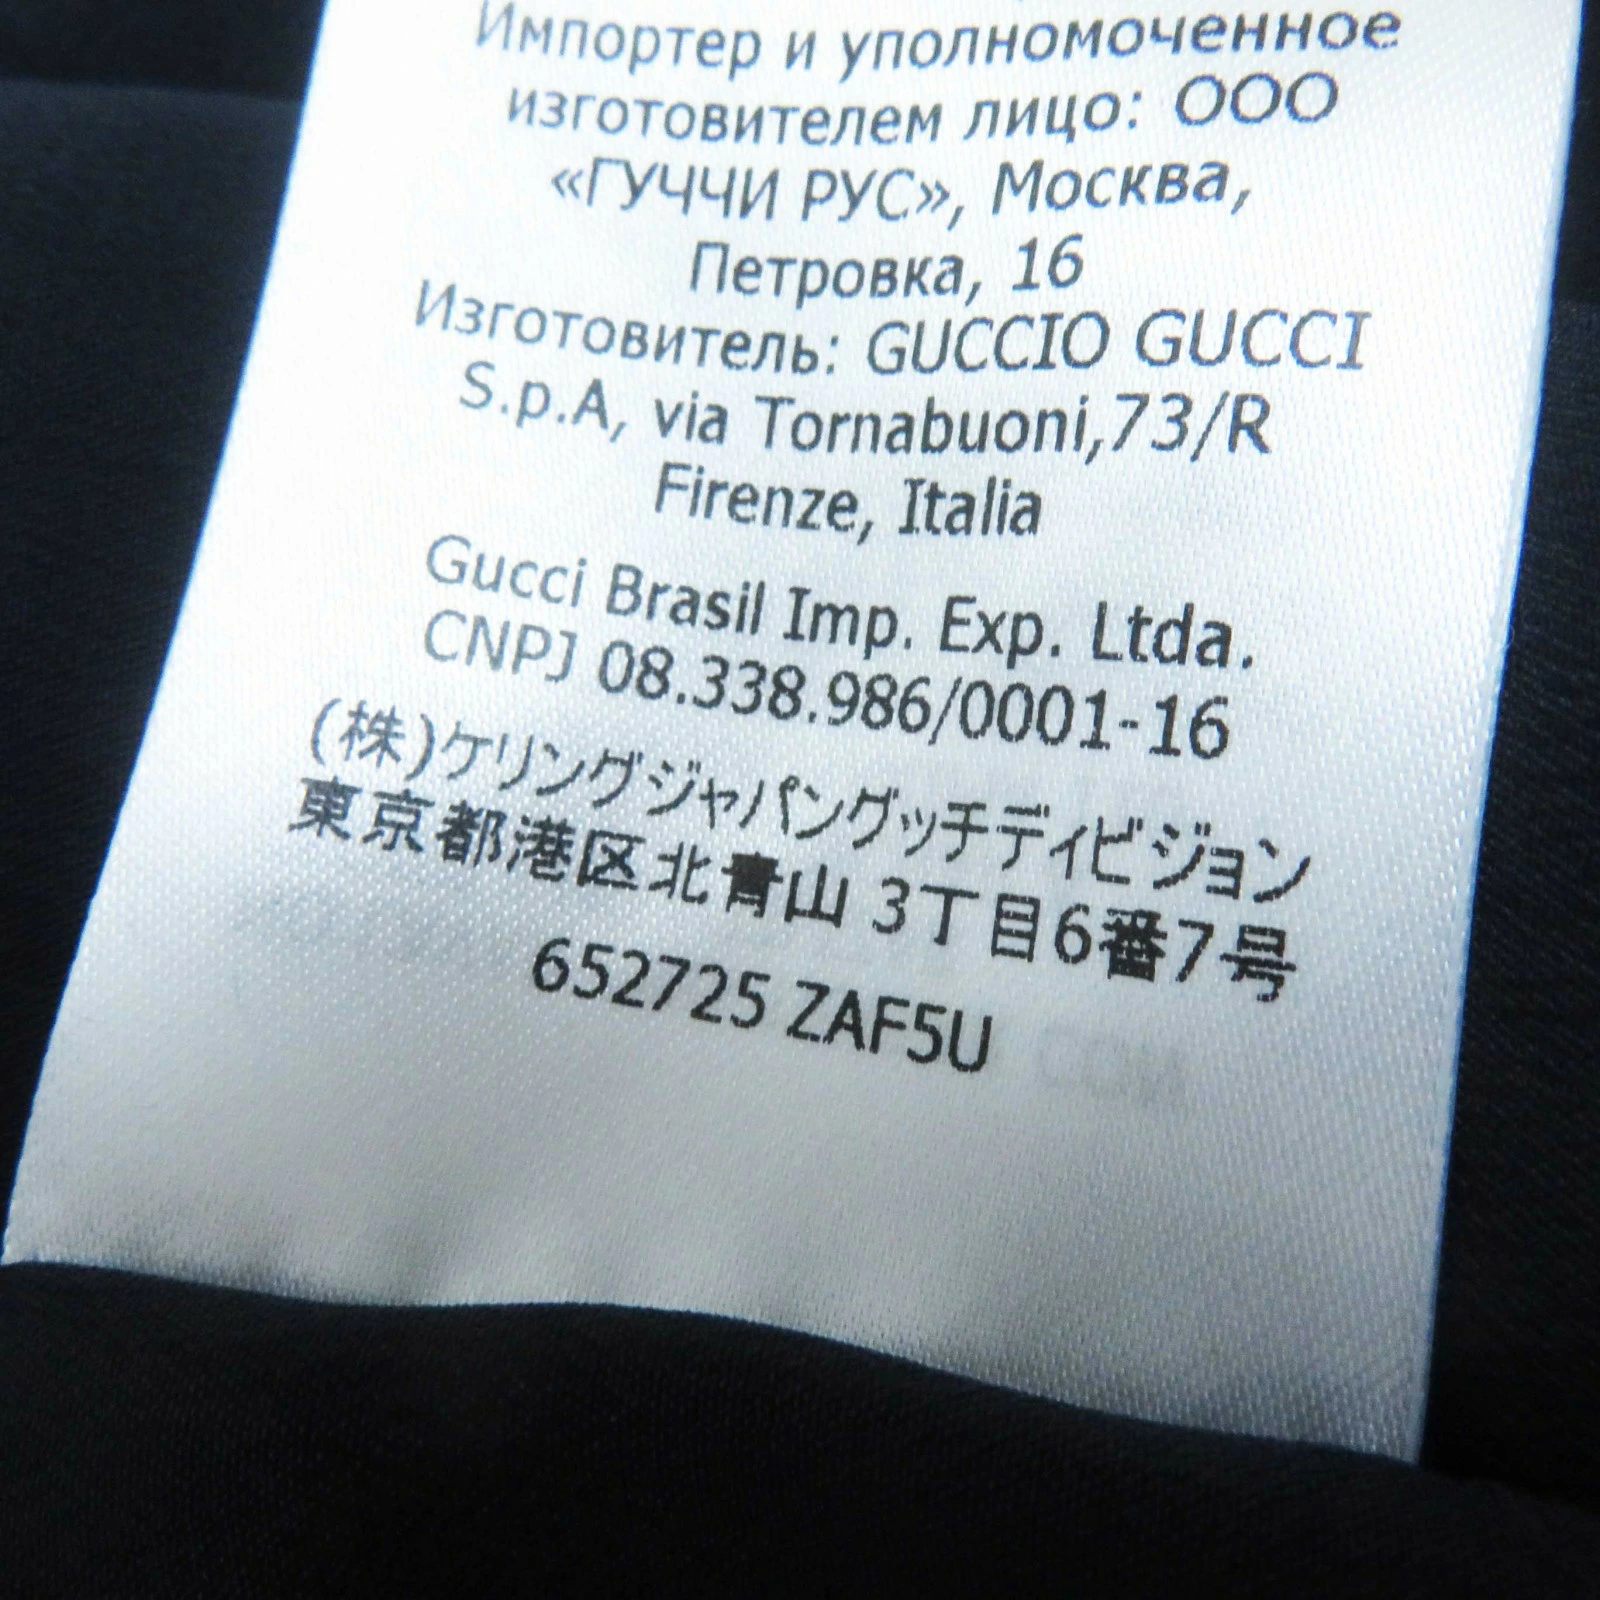 Импортер и уполномоченное
изготовителем лицо: ООО
«ГУЧЧИ РУС», Москва,
Петровка, 16
Изготовитель: GUCCIO GUCCI
S.p.A, via Tornabuoni,73/R
Firenze, Italia
Gucci Brasil Imp. Exp. Ltda.
CNPJ 08.338.986/0001-16
(株)ケリングジャパングッチディビジョン
東京都港区北青山 3丁目6番7号
652725 ZAF5U